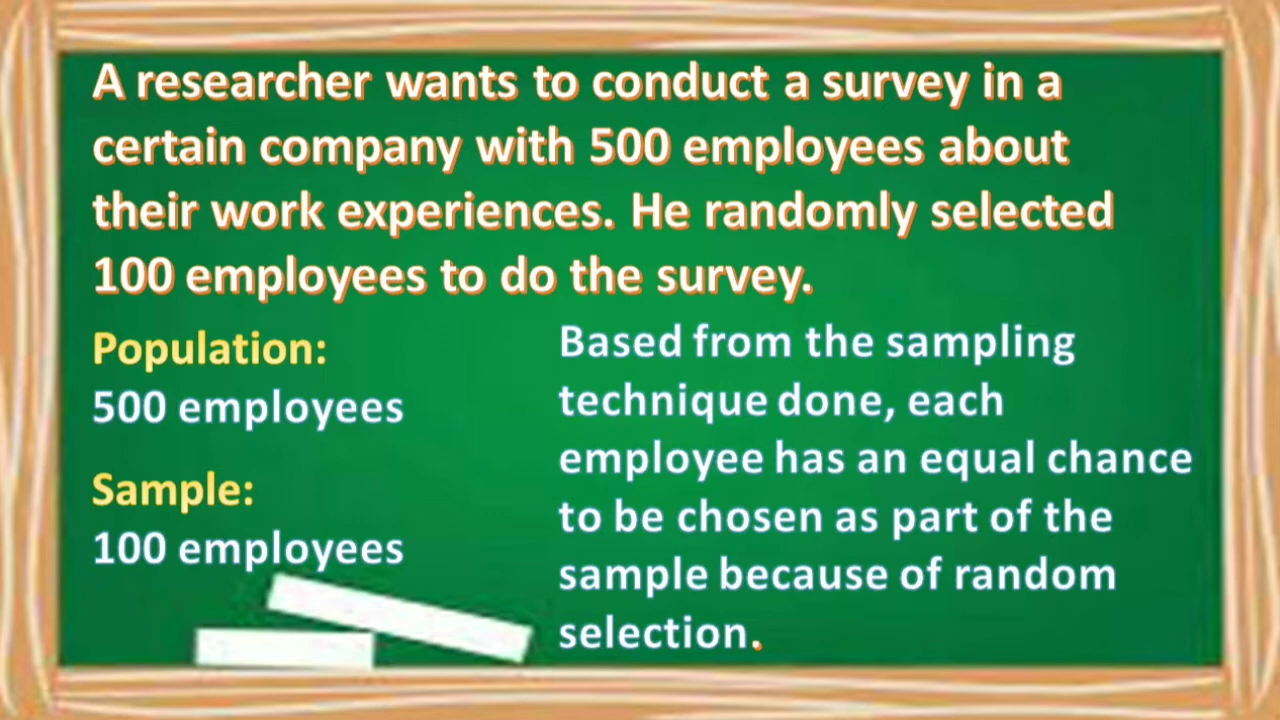 A researcher wants to conduct a survey in a
certain company with 500 employees about
their work experiences. He randomly selected
100 employees to do the survey.
Population:
500 employees
Sample:
100 employees
Based from the sampling
technique done, each
employee has an equal chance
to be chosen as part of the
sample because of random
selection.